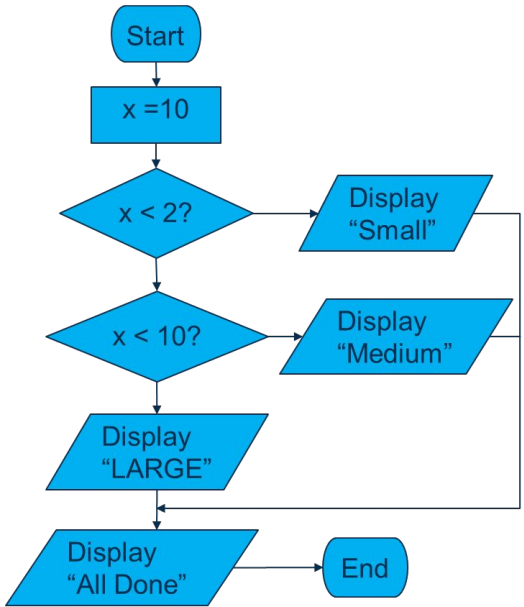 Start
x =10
x < 2?
Display
“Small”
x < 10?
Display
“Medium”
Display
“LARGE”
Display
“All Done”
End